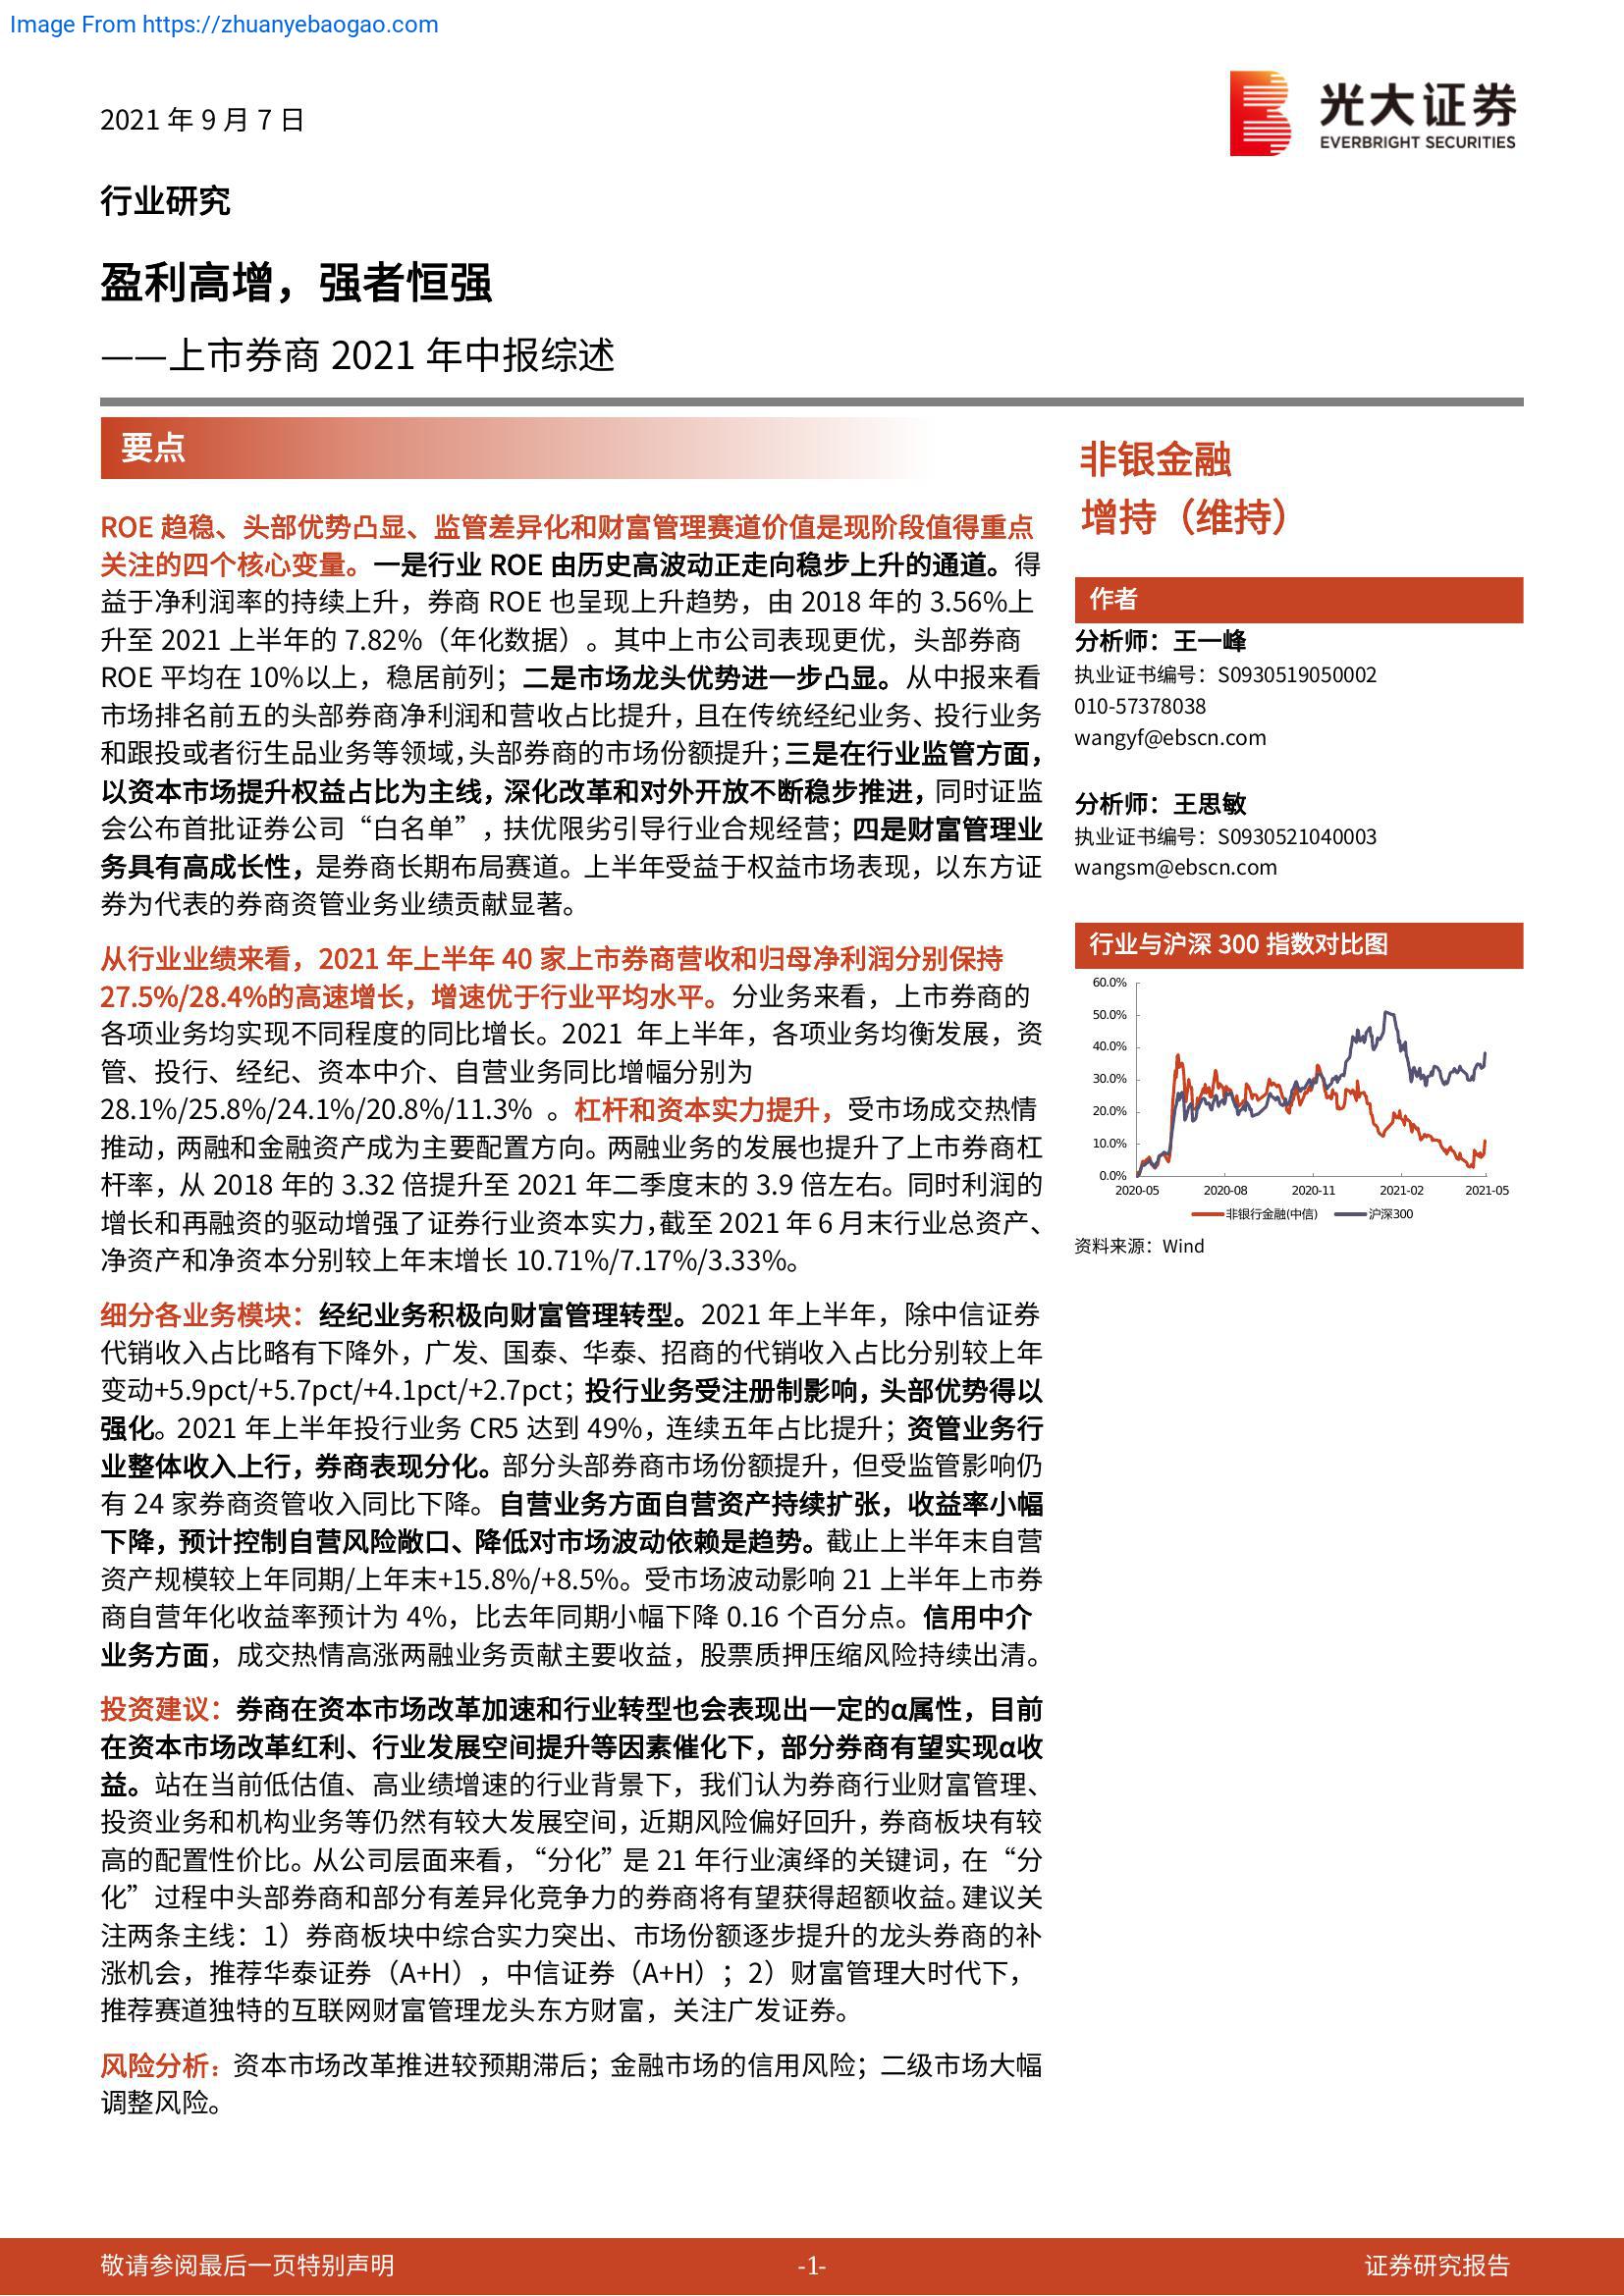 Image From https://zhuanyebaogao.com
2021 年 9 月 7 日
光大证券
EVERBRIGHT SECURITIES
行业研究
盈利高增，强者恒强
——上市券商 2021 年中报综述
要点
ROE 趋稳、头部优势凸显、监管差异化和财富管理赛道价值是现阶段值得重点
关注的四个核心变量。一是行业 ROE 由历史高波动正走向稳步上升的通道。得
益于净利润率的持续上升，券商 ROE 也呈现上升趋势，由 2018 年的 3.56%上
升至 2021 上半年的 7.82%（年化数据）。其中上市公司表现更优，头部券商
ROE 平均在 10%以上，稳居前列；二是市场龙头优势进一步凸显。从中报来看
市场排名前五的头部券商净利润和营收占比提升，且在传统经纪业务、投行业务
和跟投或者衍生品业务等领域，头部券商的市场份额提升；三是在行业监管方面，
以资本市场提升权益占比为主线，深化改革和对外开放不断稳步推进，同时证监
会公布首批证券公司“白名单”，扶优限劣引导行业合规经营；四是财富管理业
务具有高成长性，是券商长期布局赛道。上半年受益于权益市场表现，以东方证
券为代表的券商资管业务业绩贡献显著。
从行业业绩来看，2021 年上半年 40 家上市券商营收和归母净利润分别保持
27.5%/28.4%的高速增长，增速优于行业平均水平。分业务来看，上市券商的
各项业务均实现不同程度的同比增长。2021 年上半年，各项业务均衡发展，资
管、投行、经纪、资本中介、自营业务同比增幅分别为
28.1%/25.8%/24.1%/20.8%/11.3% 。杠杆和资本实力提升，受市场成交热情
推动，两融和金融资产成为主要配置方向。两融业务的发展也提升了上市券商杠
杆率，从 2018 年的 3.32 倍提升至 2021 年二季度末的 3.9 倍左右。同时利润的
增长和再融资的驱动增强了证券行业资本实力，截至 2021 年 6 月末行业总资产、
净资产和净资本分别较上年末增长 10.71%/7.17%/3.33%。
细分各业务模块：经纪业务积极向财富管理转型。2021 年上半年，除中信证券
代销收入占比略有下降外，广发、国泰、华泰、招商的代销收入占比分别较上年
变动+5.9pct/+5.7pct/+4.1pct/+2.7pct；投行业务受注册制影响，头部优势得以
强化。2021 年上半年投行业务 CR5 达到 49%，连续五年占比提升；资管业务行
业整体收入上行，券商表现分化。部分头部券商市场份额提升，但受监管影响仍
有 24 家券商资管收入同比下降。自营业务方面自营资产持续扩张，收益率小幅
下降，预计控制自营风险敞口、降低对市场波动依赖是趋势。截止上半年末自营
资产规模较上年同期/上年末+15.8%/+8.5%。受市场波动影响 21 上半年上市券
商自营年化收益率预计为 4%，比去年同期小幅下降 0.16 个百分点。信用中介
业务方面，成交热情高涨两融业务贡献主要收益，股票质押压缩风险持续出清。
投资建议：券商在资本市场改革加速和行业转型也会表现出一定的α属性，目前
在资本市场改革红利、行业发展空间提升等因素催化下，部分券商有望实现α收
益。站在当前低估值、高业绩增速的行业背景下，我们认为券商行业财富管理、
投资业务和机构业务等仍然有较大发展空间，近期风险偏好回升，券商板块有较
高的配置性价比。从公司层面来看，“分化”是 21 年行业演绎的关键词，在“分
化”过程中头部券商和部分有差异化竞争力的券商将有望获得超额收益。建议关
注两条主线：1）券商板块中综合实力突出、市场份额逐步提升的龙头券商的补
涨机会，推荐华泰证券（A+H），中信证券（A+H）；2）财富管理大时代下，
推荐赛道独特的互联网财富管理龙头东方财富，关注广发证券。
风险分析：资本市场改革推进较预期滞后；金融市场的信用风险；二级市场大幅
调整风险。
非银金融
增持（维持）
作者
分析师：王一峰
执业证书编号：S0930519050002
010-57378038
wangyf@ebscn.com
分析师：王思敏
执业证书编号：S0930521040003
wangsm@ebscn.com
行业与沪深 300 指数对比图
60.0%
50.0%
40.0%
30.0%
20.0%
10.0%
0.0%
2020-05 2020-08 2020-11 2021-02 2021-05
非银行金融(中信) 沪深300
资料来源：Wind
敬请参阅最后一页特别声明 -1- 证券研究报告